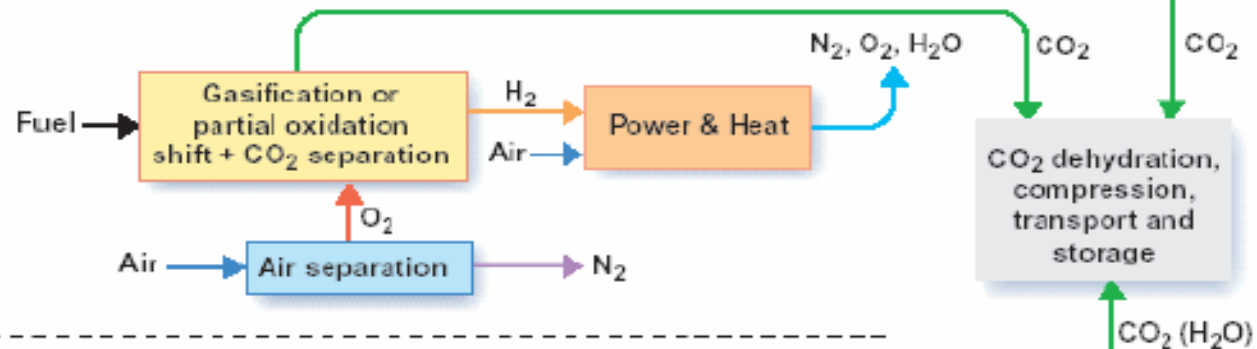 N₂, O₂, H₂O
CO₂
CO₂
Fuel
Gasification or
partial oxidation
shift + CO₂ separation
H₂
Air
Power & Heat
CO₂ dehydration,
compression,
transport and
storage
O₂
Air
Air separation
N₂
CO₂ (H₂O)